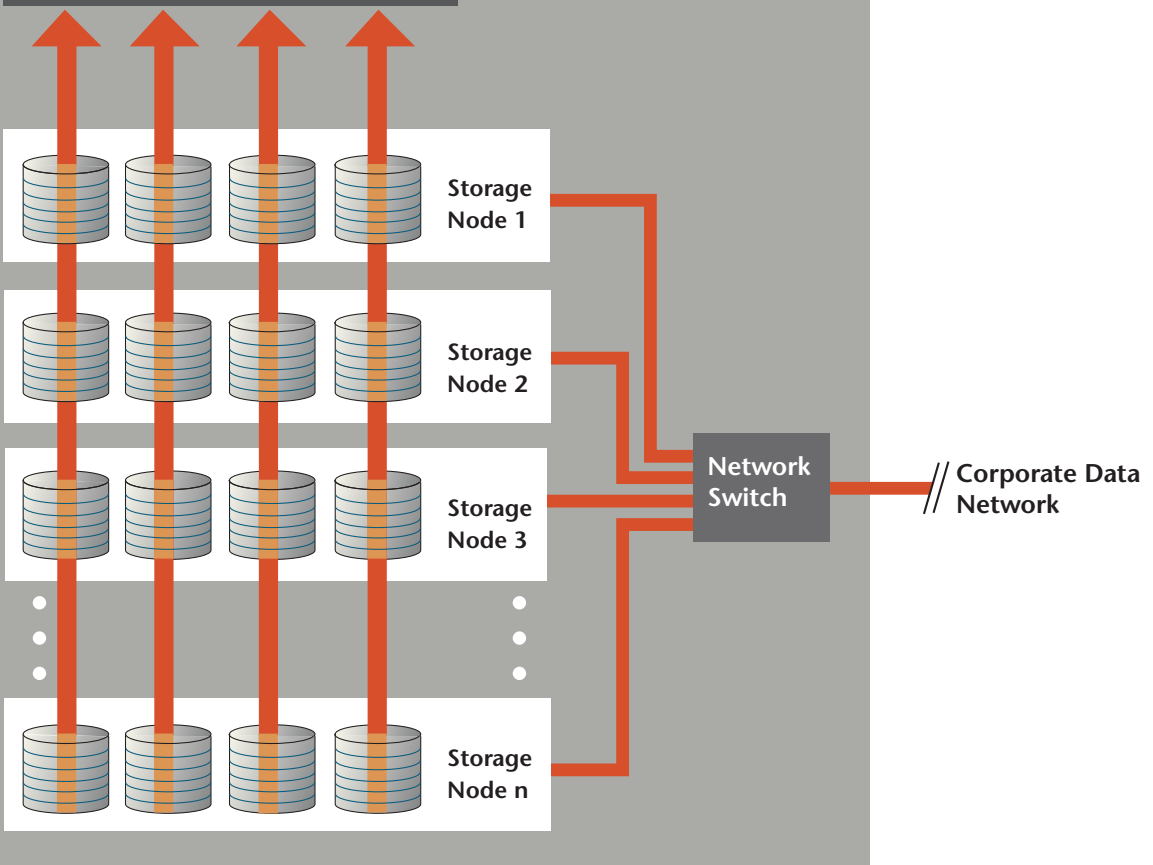 Storage
Node 1
Storage
Node 2
Storage
Node 3
Storage
Node n
Network
Switch
Corporate Data
Network